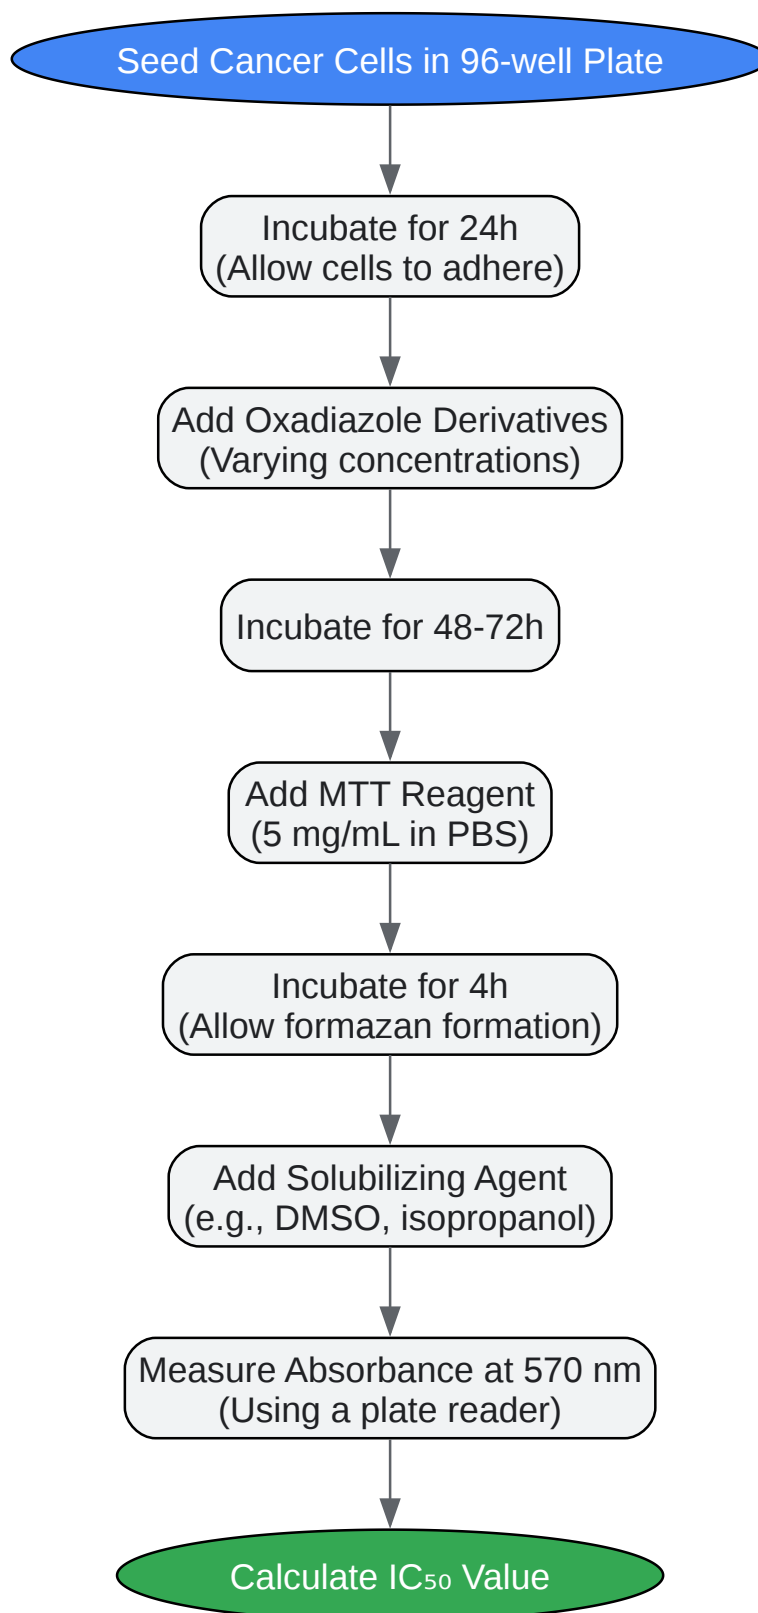 Seed Cancer Cells in 96-well Plate
Incubate for 24h
(Allow cells to adhere)
Add Oxadiazole Derivatives
(Varying concentrations)
Incubate for 48-72h
Add MTT Reagent
(5 mg/mL in PBS)
Incubate for 4h
(Allow formazan formation)
Add Solubilizing Agent
(e.g., DMSO, isopropanol)
Measure Absorbance at 570 nm
(Using a plate reader)
Calculate IC₅₀ Value